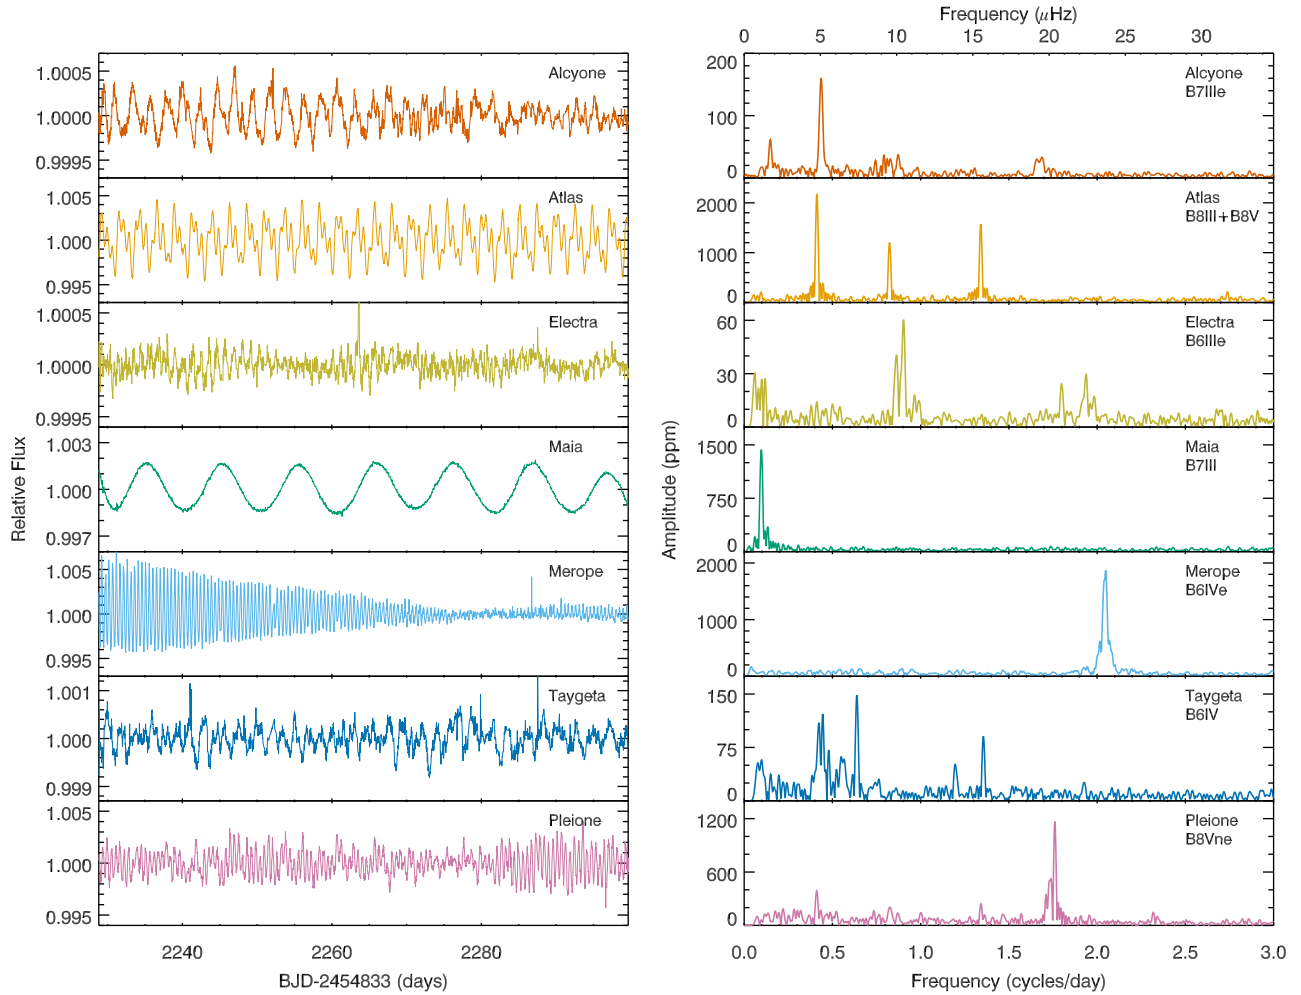 Frequency (μHz)
0 5 10 15 20 25 30
1.0005
1.0000
0.9995
Alcyone
200
100
0
Alcyone
B7IIIe
1.005
1.000
0.995
Atlas
2000
1000
0
Atlas
B8III+B8V
1.0005
1.0000
0.9995
Electra
60
30
0
Electra
B6IIIe
1.003
1.000
0.997
Maia
1500
750
0
Maia
B7III
1.005
1.000
0.995
Merope
2000
1000
0
Merope
B6IVe
1.001
1.000
0.999
Taygeta
150
75
0
Taygeta
B6IV
1.005
1.000
0.995
Pleione
1200
600
0
Pleione
B8Vne
Relative Flux
Amplitude (ppm)
2240 2260 2280
BJD-2454833 (days)
0.0 0.5 1.0 1.5 2.0 2.5 3.0
Frequency (cycles/day)